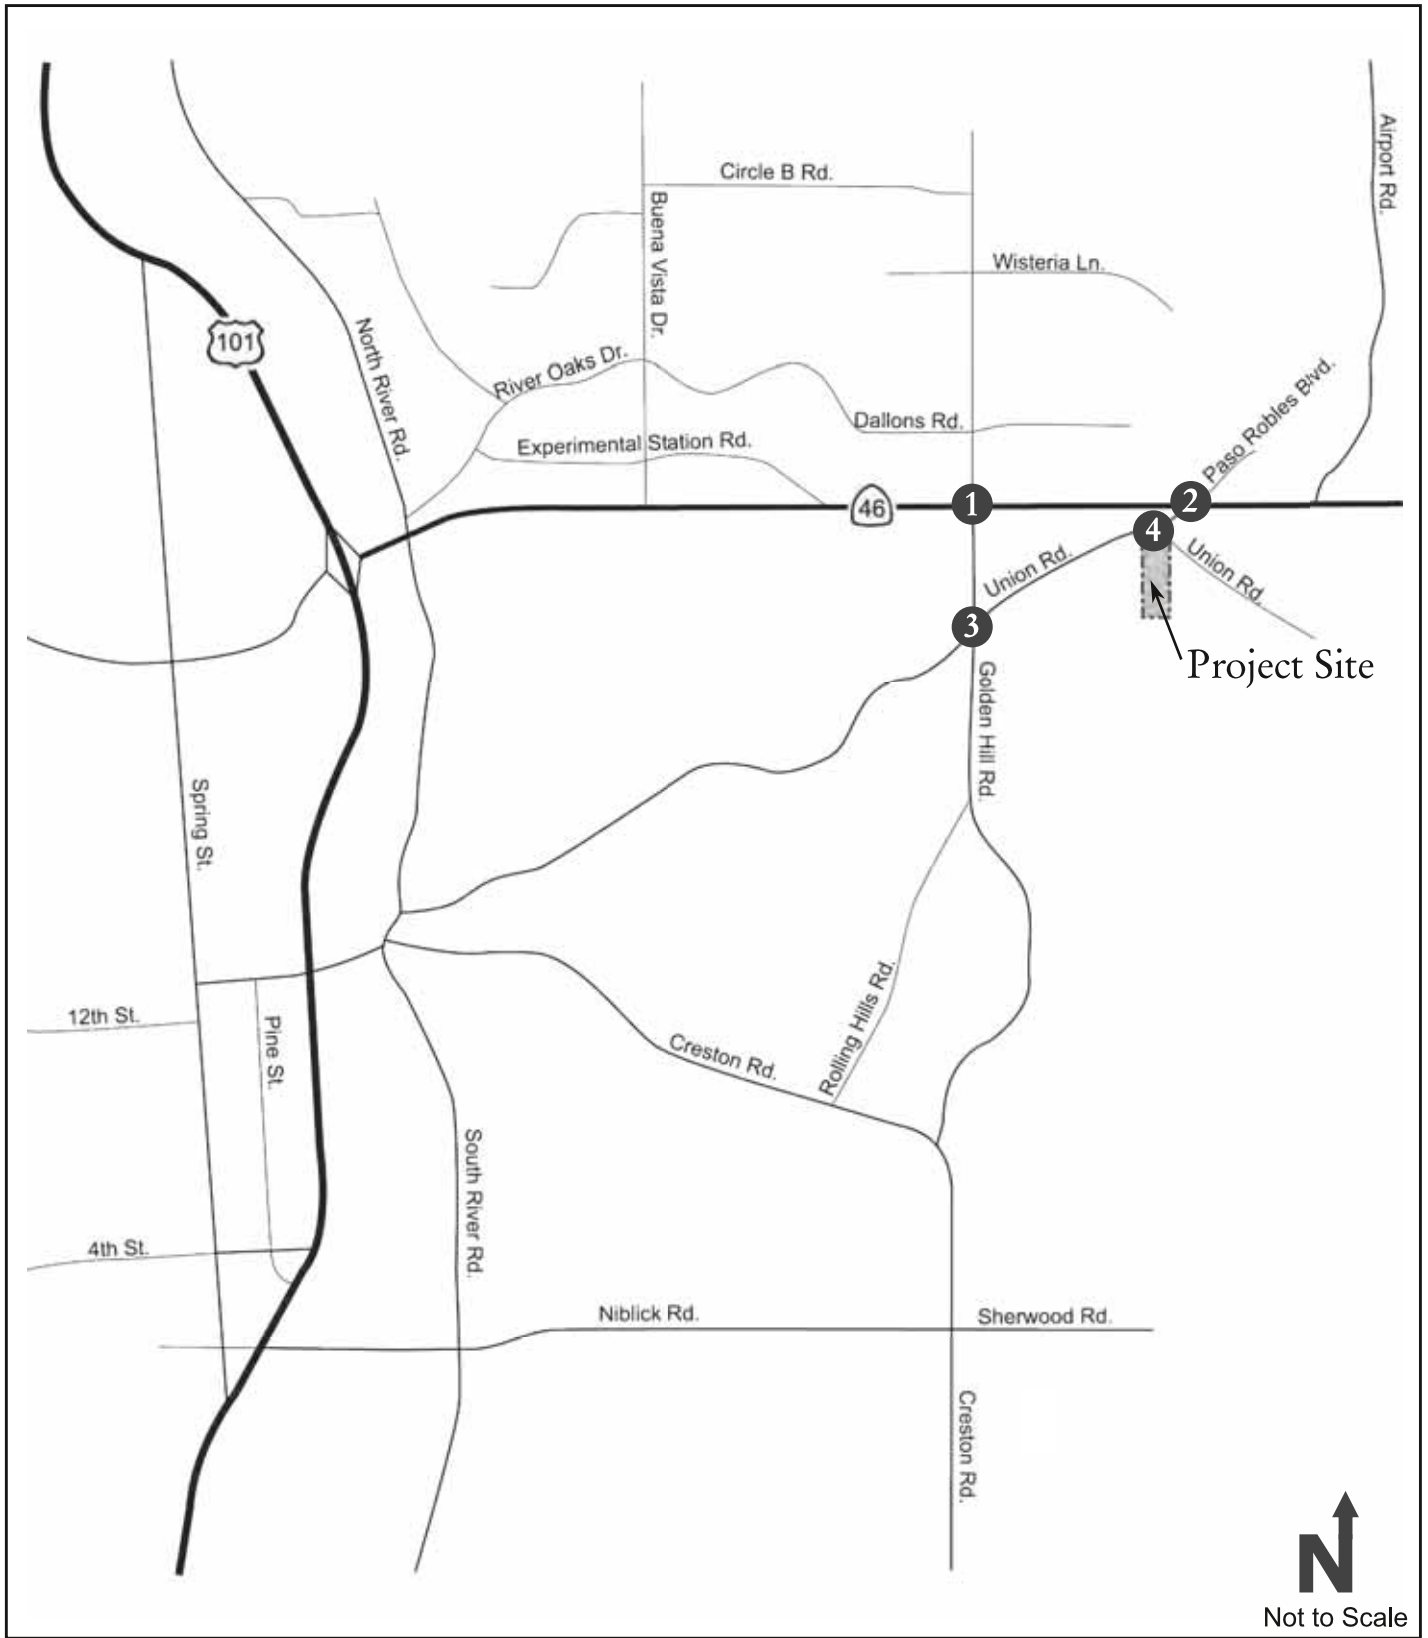 Airport Rd.
Circle B Rd.
Buena Vista Dr.
Wisteria Ln.
101
North River Rd.
River Oaks Dr.
Paso Robles Blvd.
Dallons Rd.
Experimental Station Rd.
46
1
2
4
Union Rd.
Union Rd.
3
Project Site
Golden Hill Rd.
Spring St.
Rolling Hills Rd.
12th St.
Pine St.
Creston Rd.
South River Rd.
4th St.
Niblick Rd.
Sherwood Rd.
Creston Rd.
N
Not to Scale